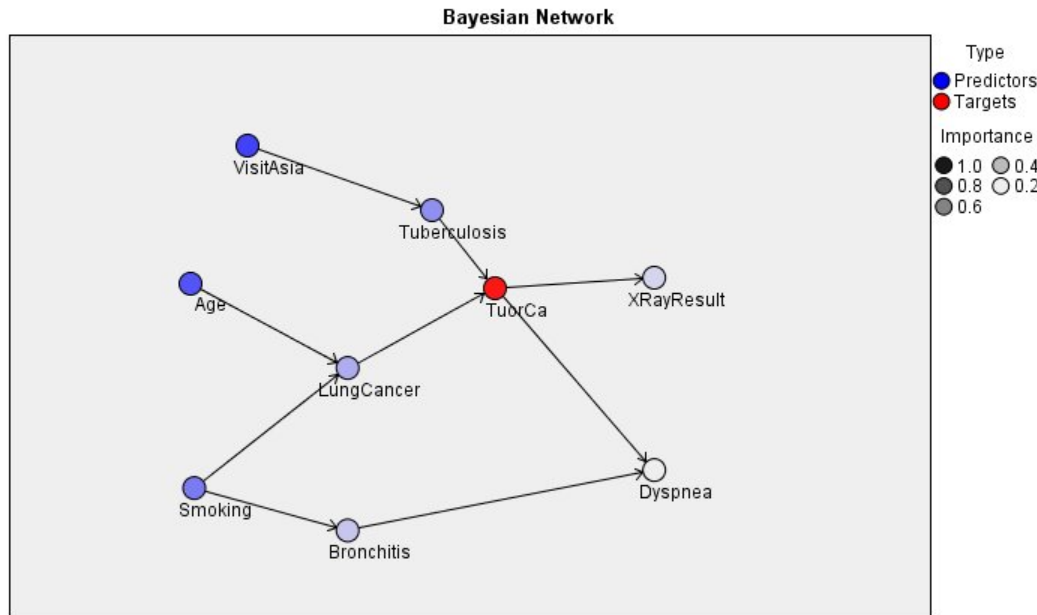 Bayesian Network
Type
Predictors
Targets
Importance
1.0 0.4
0.8 0.2
0.6
VisitAsia
Tuberculosis
Age
TuorCa
XRayResult
LungCancer
Smoking
Dyspnea
Bronchitis